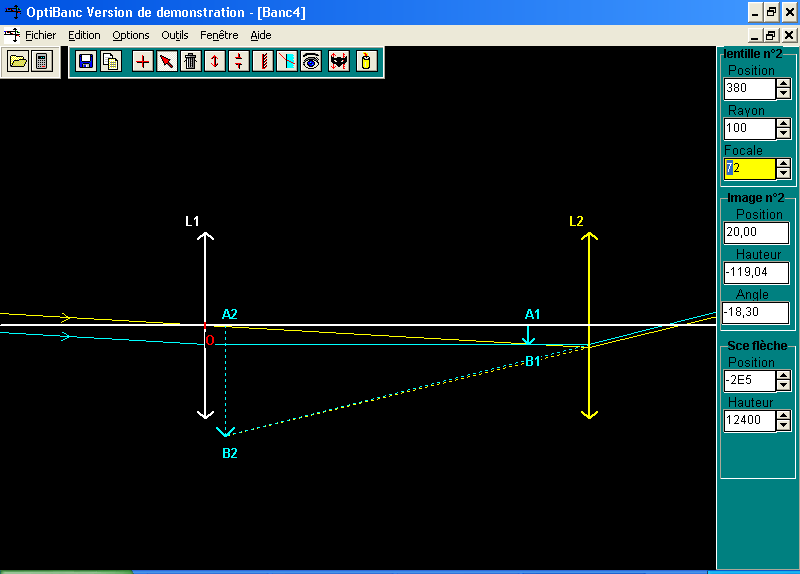 OptiBanc Version de demonstration - [Banc4]
Fichier Edition Options Outils Fenêtre Aide
lentille n°2
Position
380
Rayon
100
Focale
72
Image n°2
Position
20,00
Hauteur
-119,04
Angle
-18,30
Sce flèche
Position
-2E5
Hauteur
12400
L1
L2
A2
A1
0
B1
B2